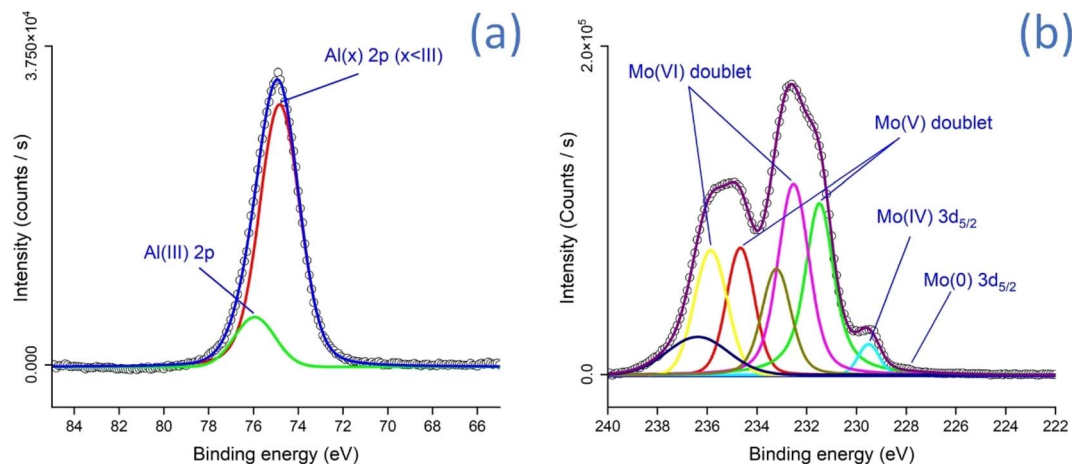 (a)
3.750×10⁴
Al(x) 2p (x<III)
Al(III) 2p
Intensity (counts / s)
0.000
84 82 80 78 76 74 72 70 68 66
Binding energy (eV)
(b)
2.0×10⁵
Mo(VI) doublet
Mo(V) doublet
Mo(IV) 3d₅/₂
Mo(0) 3d₅/₂
Intensity (Counts / s)
0.0
240 238 236 234 232 230 228 226 224 222
Binding energy (eV)